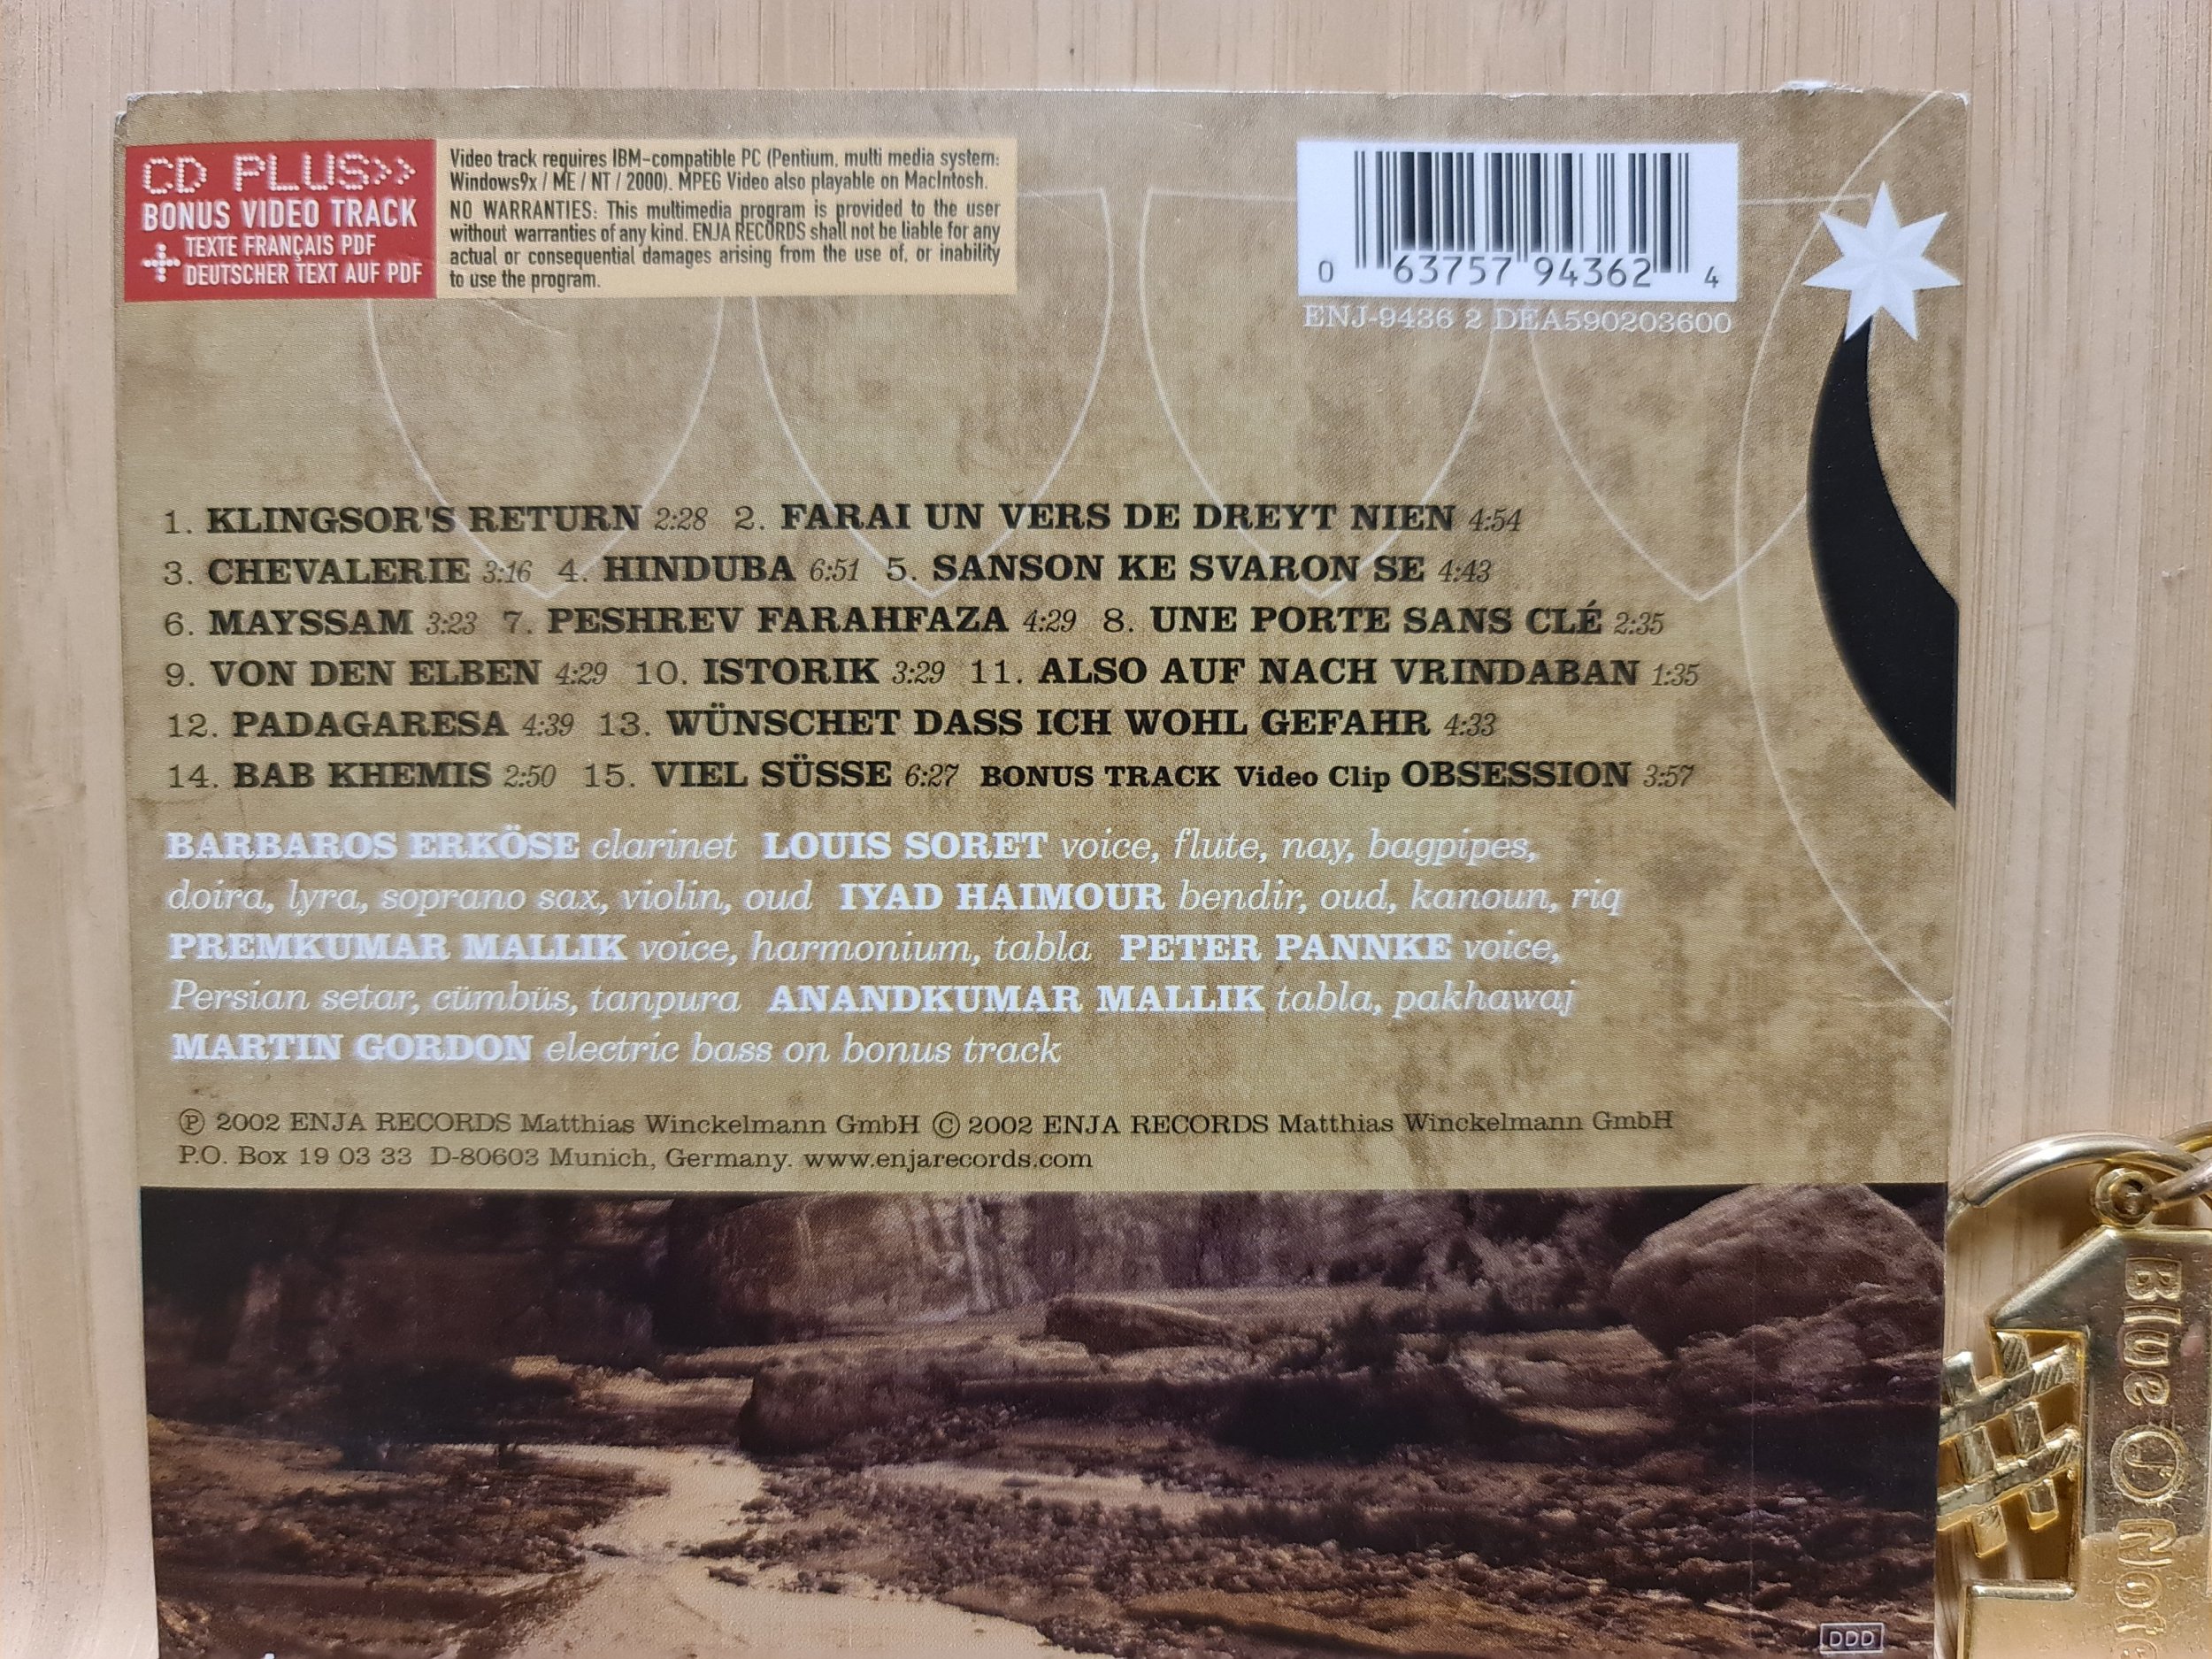 CD PLUS>>
BONUS VIDEO TRACK
+ TEXTE FRANÇAIS PDF
DEUTSCHER TEXT AUF PDF
Video track requires IBM-compatible PC (Pentium, multi media system:
Windows9x / ME / NT / 2000). MPEG Video also playable on MacIntosh.
NO WARRANTIES: This multimedia program is provided to the user
without warranties of any kind. ENJA RECORDS shall not be liable for any
actual or consequential damages arising from the use of, or inability
to use the program.
0 63757 94362 4
ENJ-9436 2 DEA590203600
1. KLINGSOR'S RETURN 2:28 2. FARAI UN VERS DE DREYT NIEN 4:54
3. CHEVALERIE 3:16 4. HINDUBA 6:51 5. SANSON KE SVARON SE 4:43
6. MAYSSAM 3:23 7. PESHREV FARAHFAZA 4:29 8. UNE PORTE SANS CLÉ 2:35
9. VON DEN ELBEN 4:29 10. ISTORIK 3:29 11. ALSO AUF NACH VRINDABAN 1:35
12. PADAGARESA 4:39 13. WÜNSCHET DASS ICH WOHL GEFAHR 4:33
14. BAB KHEMIS 2:50 15. VIEL SÜSSE 6:27 BONUS TRACK Video Clip OBSESSION 3:57
BARBAROS ERKÖSE clarinet LOUIS SORET voice, flute, nay, bagpipes,
doira, lyra, soprano sax, violin, oud IYAD HAIMOUR bendir, oud, kanoun, riq
PREMKUMAR MALLIK voice, harmonium, tabla PETER PANNKE voice,
Persian setar, cümbüs, tanpura ANANDKUMAR MALLIK tabla, pakhawaj
MARTIN GORDON electric bass on bonus track
℗ 2002 ENJA RECORDS Matthias Winckelmann GmbH © 2002 ENJA RECORDS Matthias Winckelmann GmbH
P.O. Box 19 03 33 D-80603 Munich, Germany. www.enjarecords.com
DDD
Blue Note